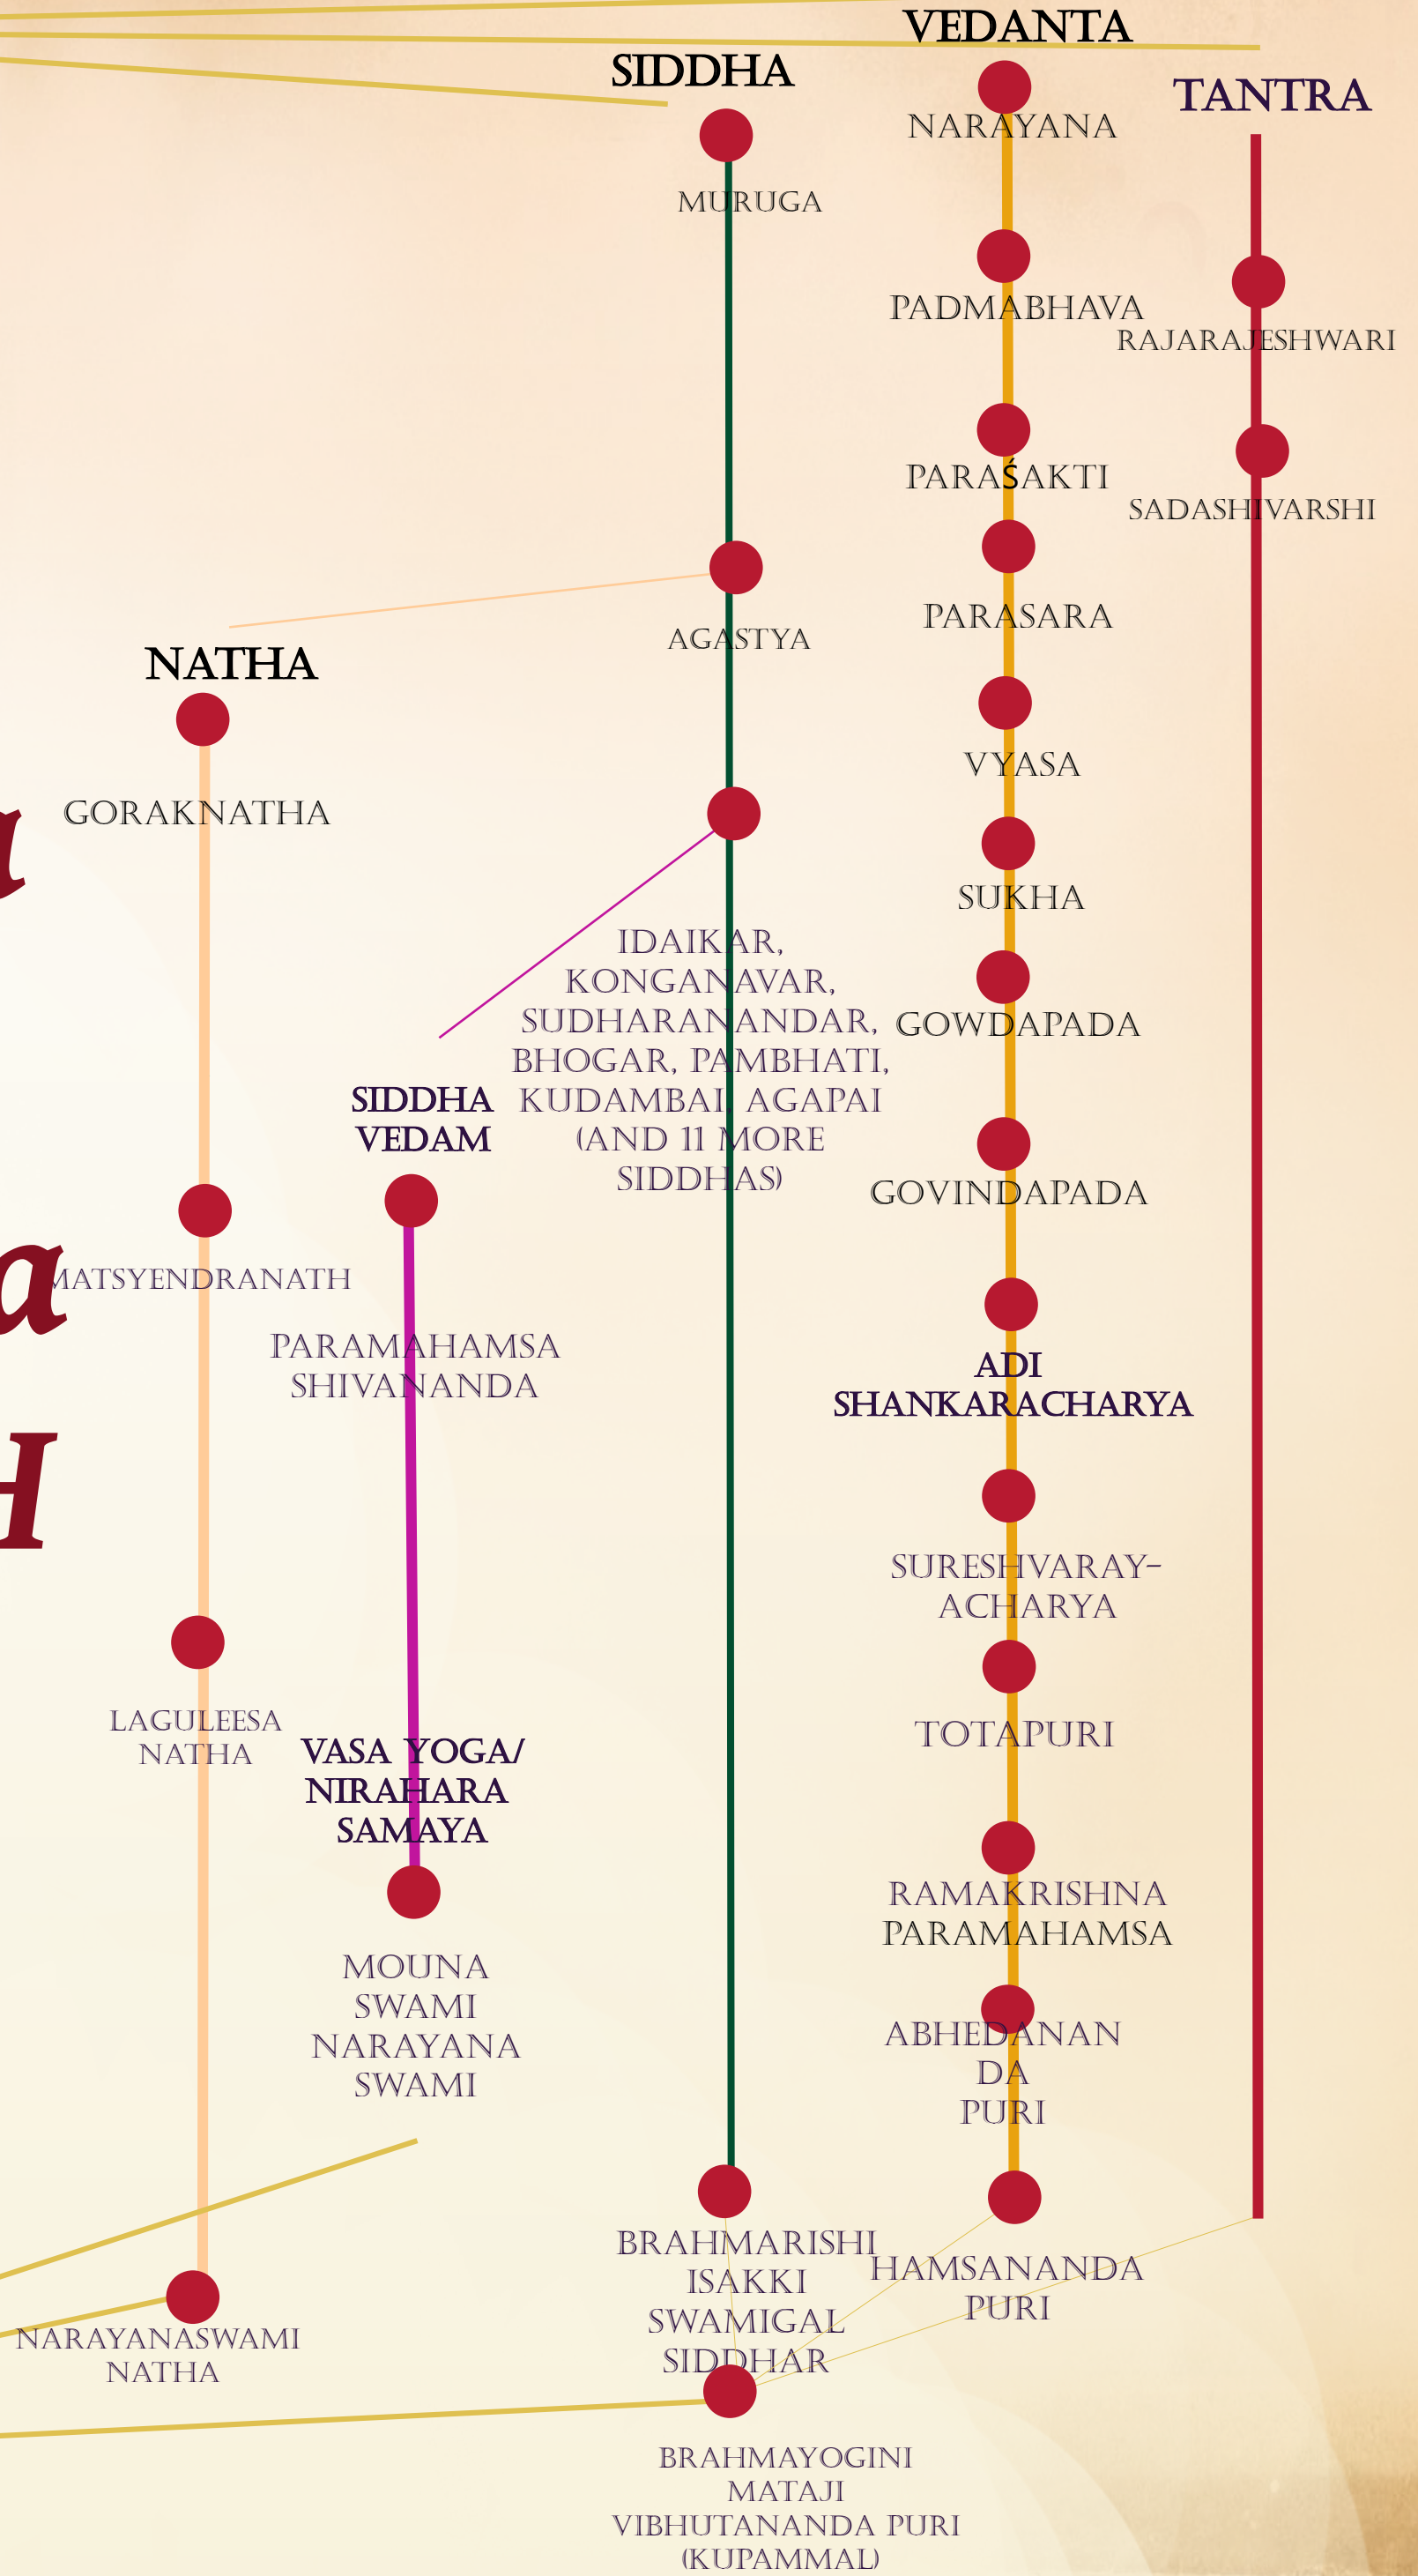 VEDANTA
SIDDHA
TANTRA
NARAYANA
MURUGA
PADMABHAVA
RAJARAJESHWARI
PARAŚAKTI
SADASHIVARSHI
PARASARA
AGASTYA
NATHA
VYASA
GORAKNATHA
SUKHA
IDAIKAR,
KONGANAVAR,
SUDHARANANDAR,
BHOGAR, PAMBHATI,
KUDAMBAI, AGAPAI
(AND 11 MORE
SIDDHAS)
GOWDAPADA
SIDDHA
VEDAM
GOVINDAPADA
MATSYENDRANATH
a
PARAMAHAMSA
SHIVANANDA
ADI
SHANKARACHARYA
H
SURESHVARAY-
ACHARYA
LAGULEESA
NATHA
TOTAPURI
VASA YOGA/
NIRAHARA
SAMAYA
RAMAKRISHNA
PARAMAHAMSA
MOUNA
SWAMI
NARAYANA
SWAMI
ABHEDANAN
DA
PURI
BRAHMARISHI
ISAKKI
SWAMIGAL
SIDDHAR
HAMSANANDA
PURI
NARAYANASWAMI
NATHA
BRAHMAYOGINI
MATAJI
VIBHUTANANDA PURI
(KUPAMMAL)